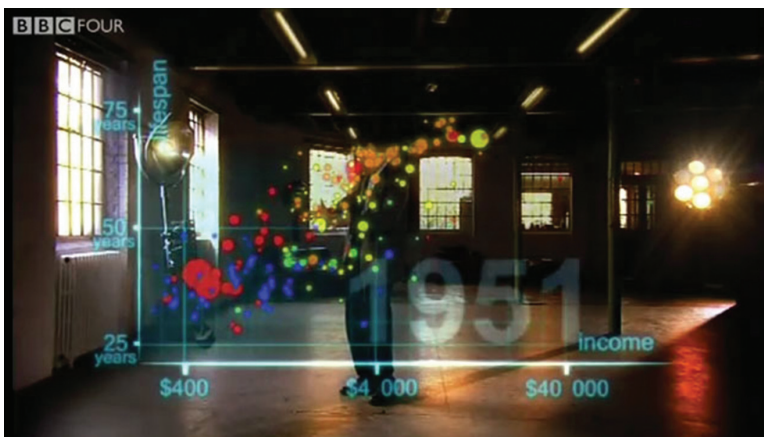 BBC FOUR
lifespan
75
years
50
years
25
years
1951
income
$400
$4 000
$40 000